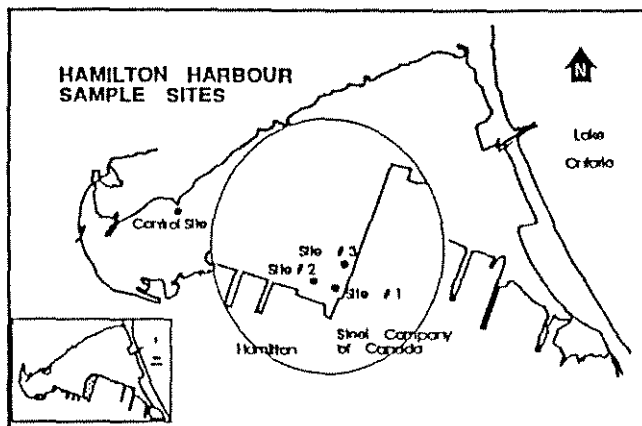 HAMILTON HARBOUR
SAMPLE SITES
N
Lake
Ontario
Control Site
Site # 3
Site # 2
Site # 1
Hamilton
Steel Company
of Canada